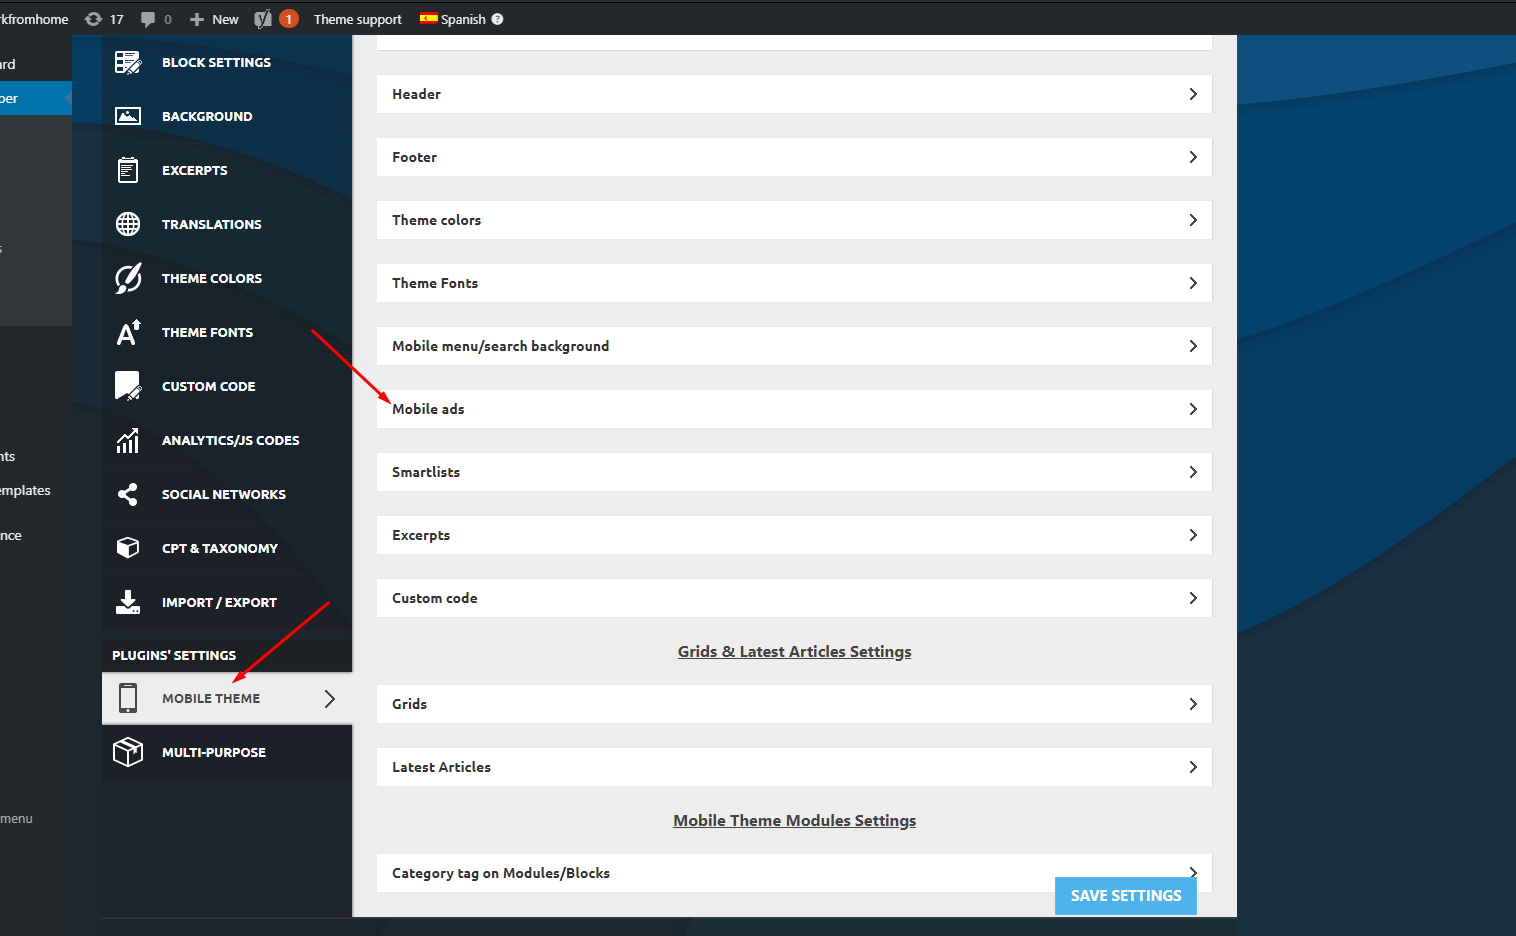 rkfromhome 17 0 New 1 Theme support Spanish ?
rd
per
s
nts
emplates
nce
menu
BLOCK SETTINGS
BACKGROUND
EXCERPTS
TRANSLATIONS
THEME COLORS
THEME FONTS
CUSTOM CODE
ANALYTICS/JS CODES
SOCIAL NETWORKS
CPT & TAXONOMY
IMPORT / EXPORT
PLUGINS' SETTINGS
MOBILE THEME
MULTI-PURPOSE
Header
Footer
Theme colors
Theme Fonts
Mobile menu/search background
Mobile ads
Smartlists
Excerpts
Custom code
Grids & Latest Articles Settings
Grids
Latest Articles
Mobile Theme Modules Settings
Category tag on Modules/Blocks
SAVE SETTINGS